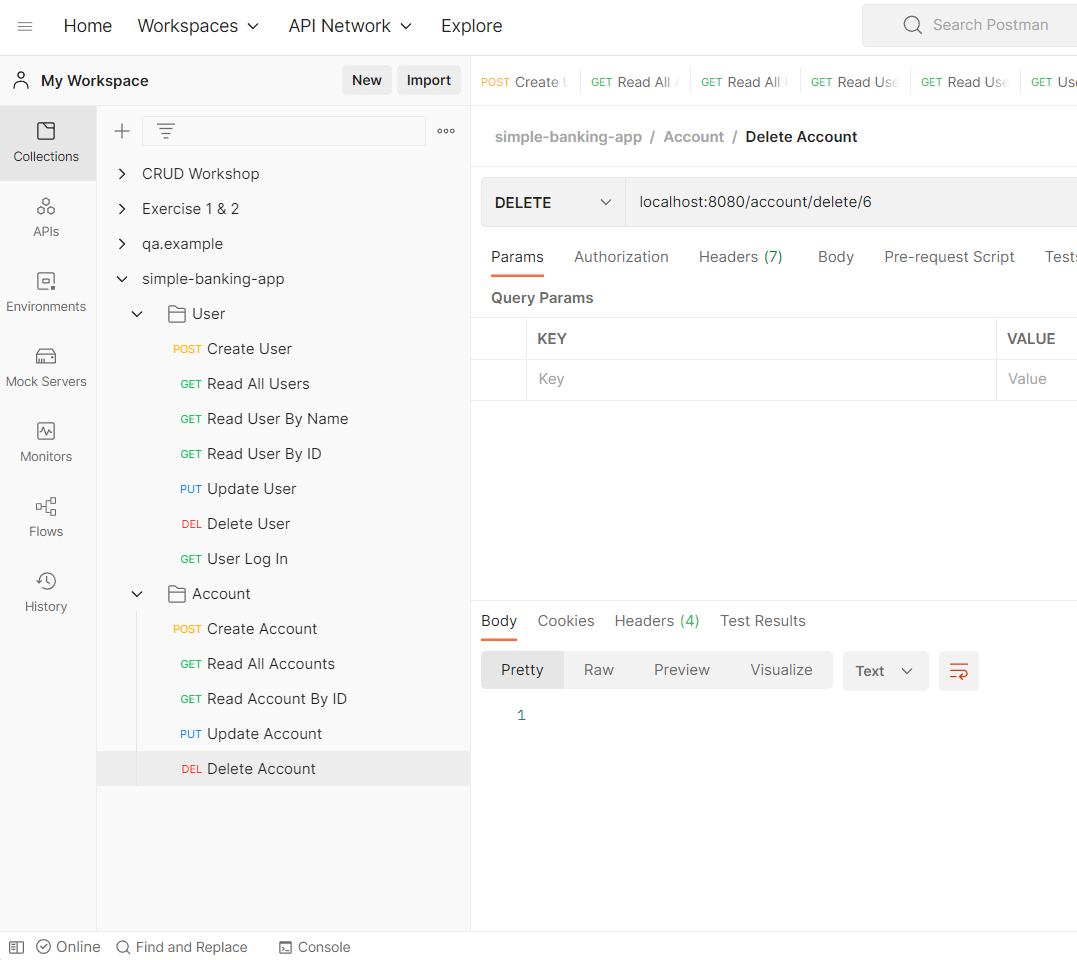 Home Workspaces API Network Explore Search Postman
My Workspace New Import
POST Create GET Read All GET Read All GET Read Use GET Read Use GET Use
Collections
APIs
Environments
Mock Servers
Monitors
Flows
History
CRUD Workshop
Exercise 1 & 2
qa.example
simple-banking-app
User
POST Create User
GET Read All Users
GET Read User By Name
GET Read User By ID
PUT Update User
DEL Delete User
GET User Log In
Account
POST Create Account
GET Read All Accounts
GET Read Account By ID
PUT Update Account
DEL Delete Account
simple-banking-app / Account / Delete Account
DELETE localhost:8080/account/delete/6
Params Authorization Headers (7) Body Pre-request Script Tests
Query Params
KEY VALUE
Key Value
Body Cookies Headers (4) Test Results
Pretty Raw Preview Visualize Text
1
Online Find and Replace Console